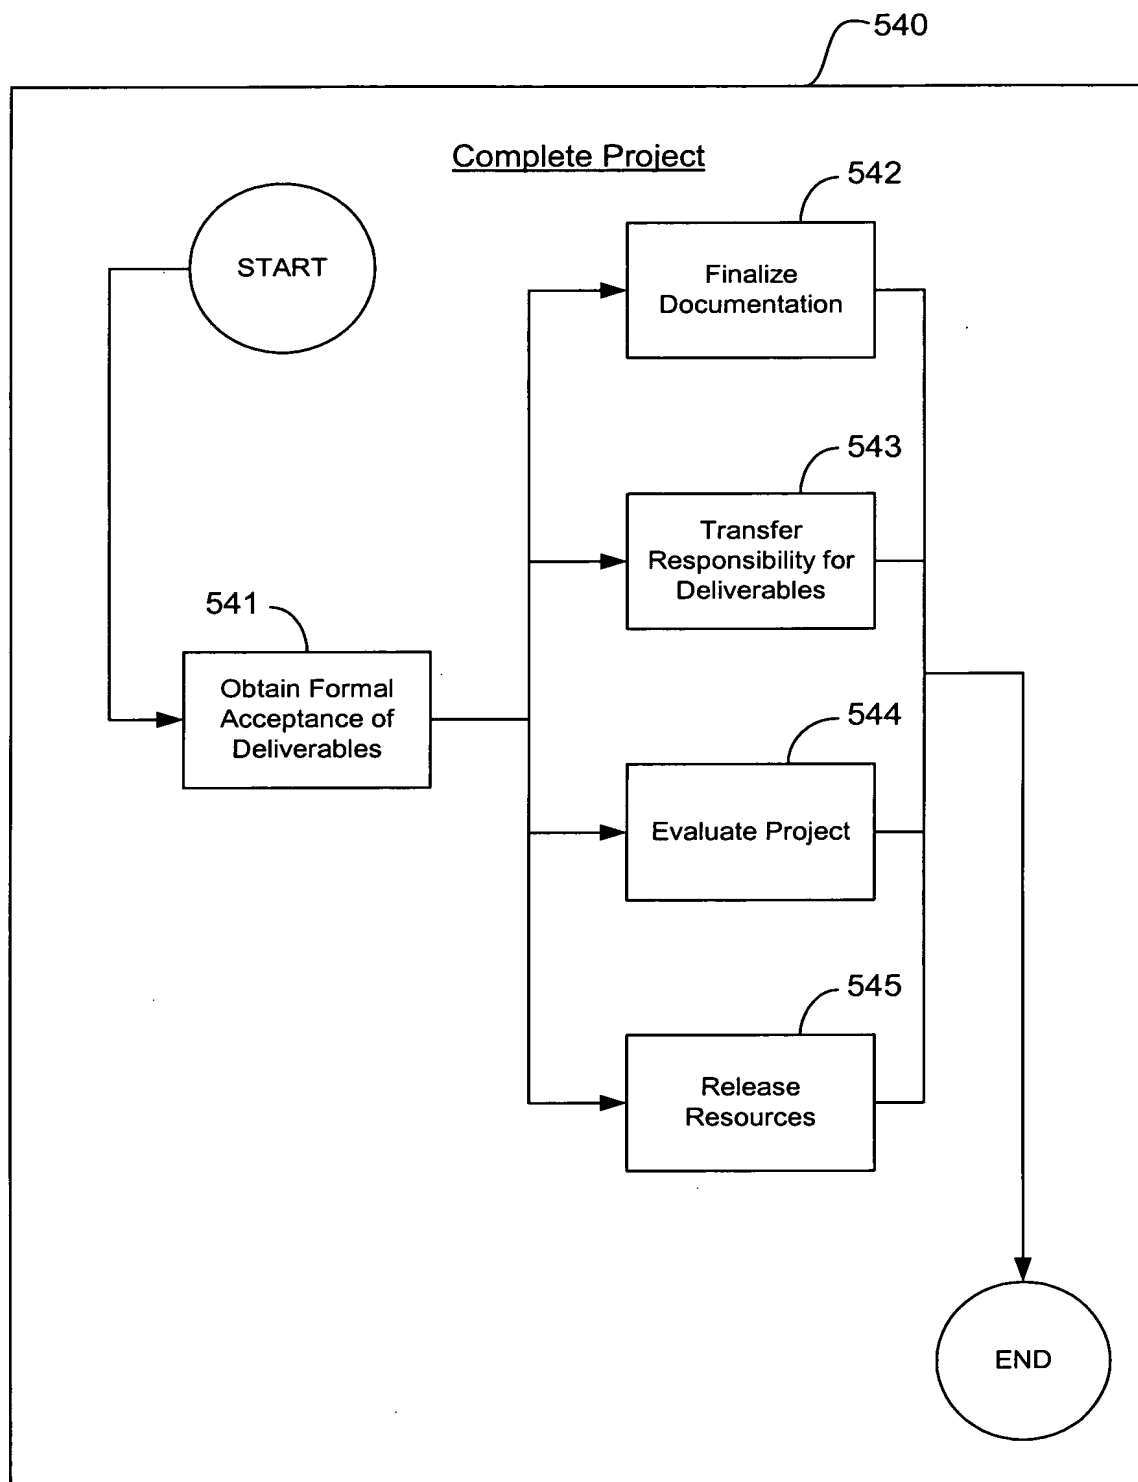 540
Complete Project
START
542
Finalize
Documentation
543
Transfer
Responsibility for
Deliverables
541
Obtain Formal
Acceptance of
Deliverables
544
Evaluate Project
545
Release
Resources
END